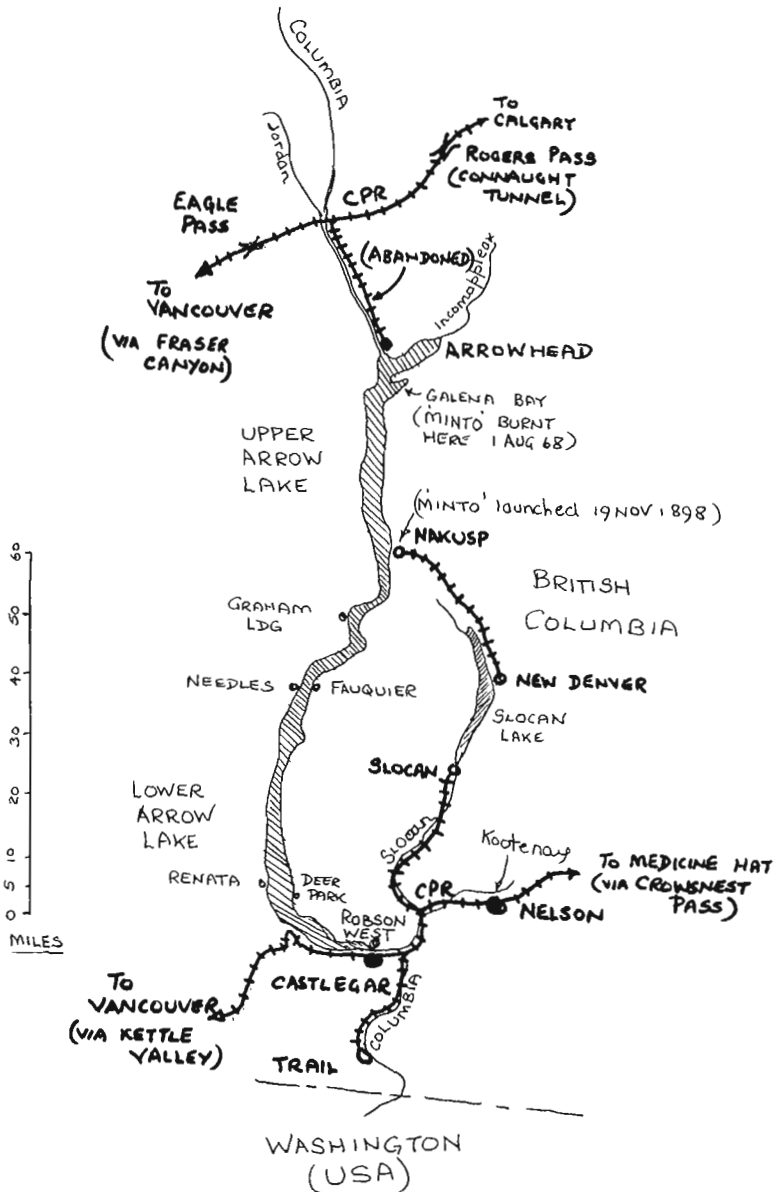 COLUMBIA
Jordan
TO
CALGARY
ROGERS PASS
(CONNAUGHT
TUNNEL)
CPR
EAGLE
PASS
(ABANDONED)
Incomappleax
TO
VANCOUVER
(VIA FRASER
CANYON)
ARROWHEAD
GALENA BAY
('MINTO' BURNT
HERE 1 AUG 68)
UPPER
ARROW
LAKE
('MINTO' launched 19 NOV 1898)
NAKUSP
BRITISH
COLUMBIA
GRAHAM
LDG
NEEDLES
FAUQUIER
NEW DENVER
SLOCAN
LAKE
SLOCAN
LOWER
ARROW
LAKE
Slocan
Kootenay
TO MEDICINE HAT
(VIA CROWSNEST
PASS)
RENATA
DEER
PARK
CPR
NELSON
ROBSON
WEST
60
50
40
30
20
10
5
0
MILES
CASTLEGAR
TO
VANCOUVER
(VIA KETTLE
VALLEY)
COLUMBIA
TRAIL
WASHINGTON
(USA)